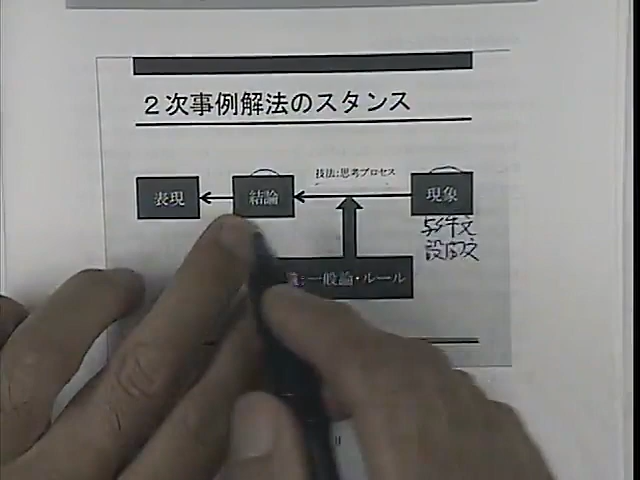 2次事例解法のスタンス
技法:思考プロセス
表現
結論
現象
与件文
設問文
:一般論・ルール